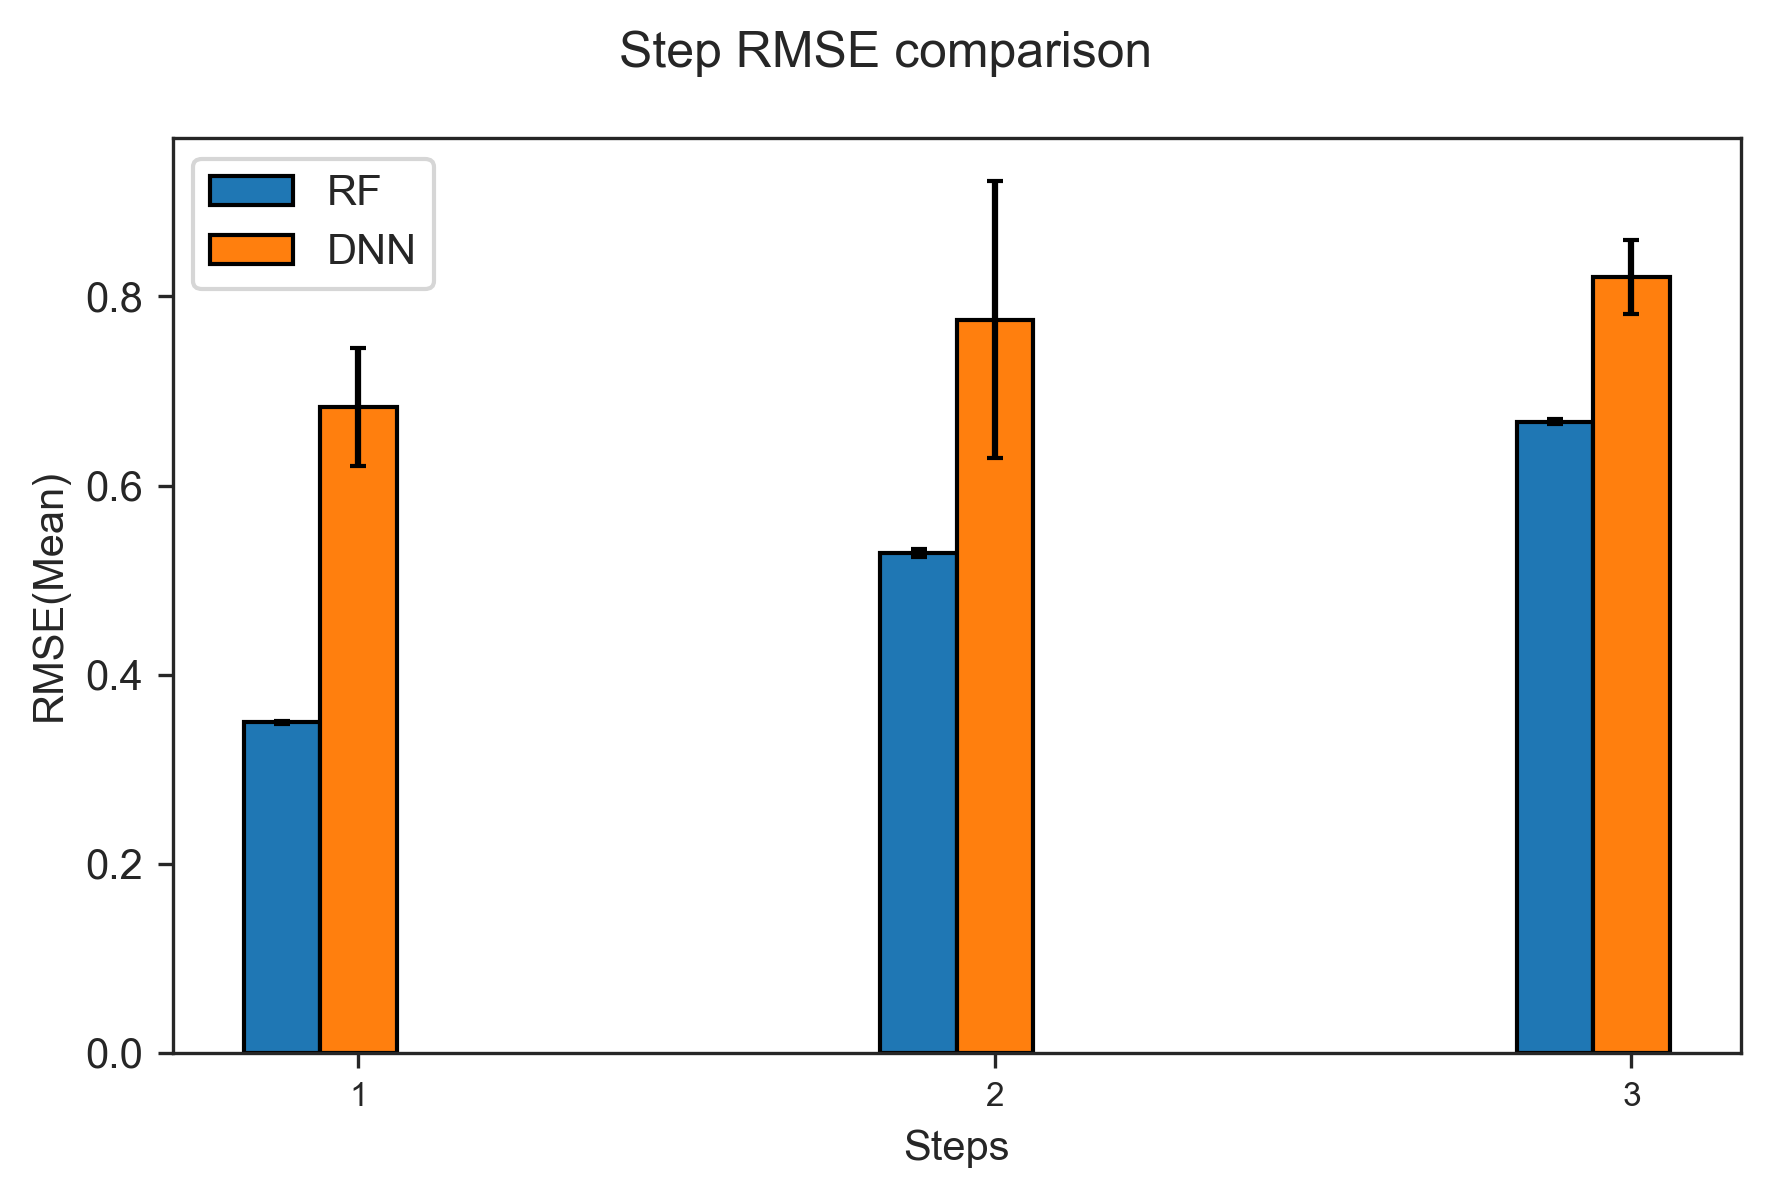 Step RMSE comparison
RF
DNN
RMSE(Mean)
0.8
0.6
0.4
0.2
0.0
1 2 3
Steps